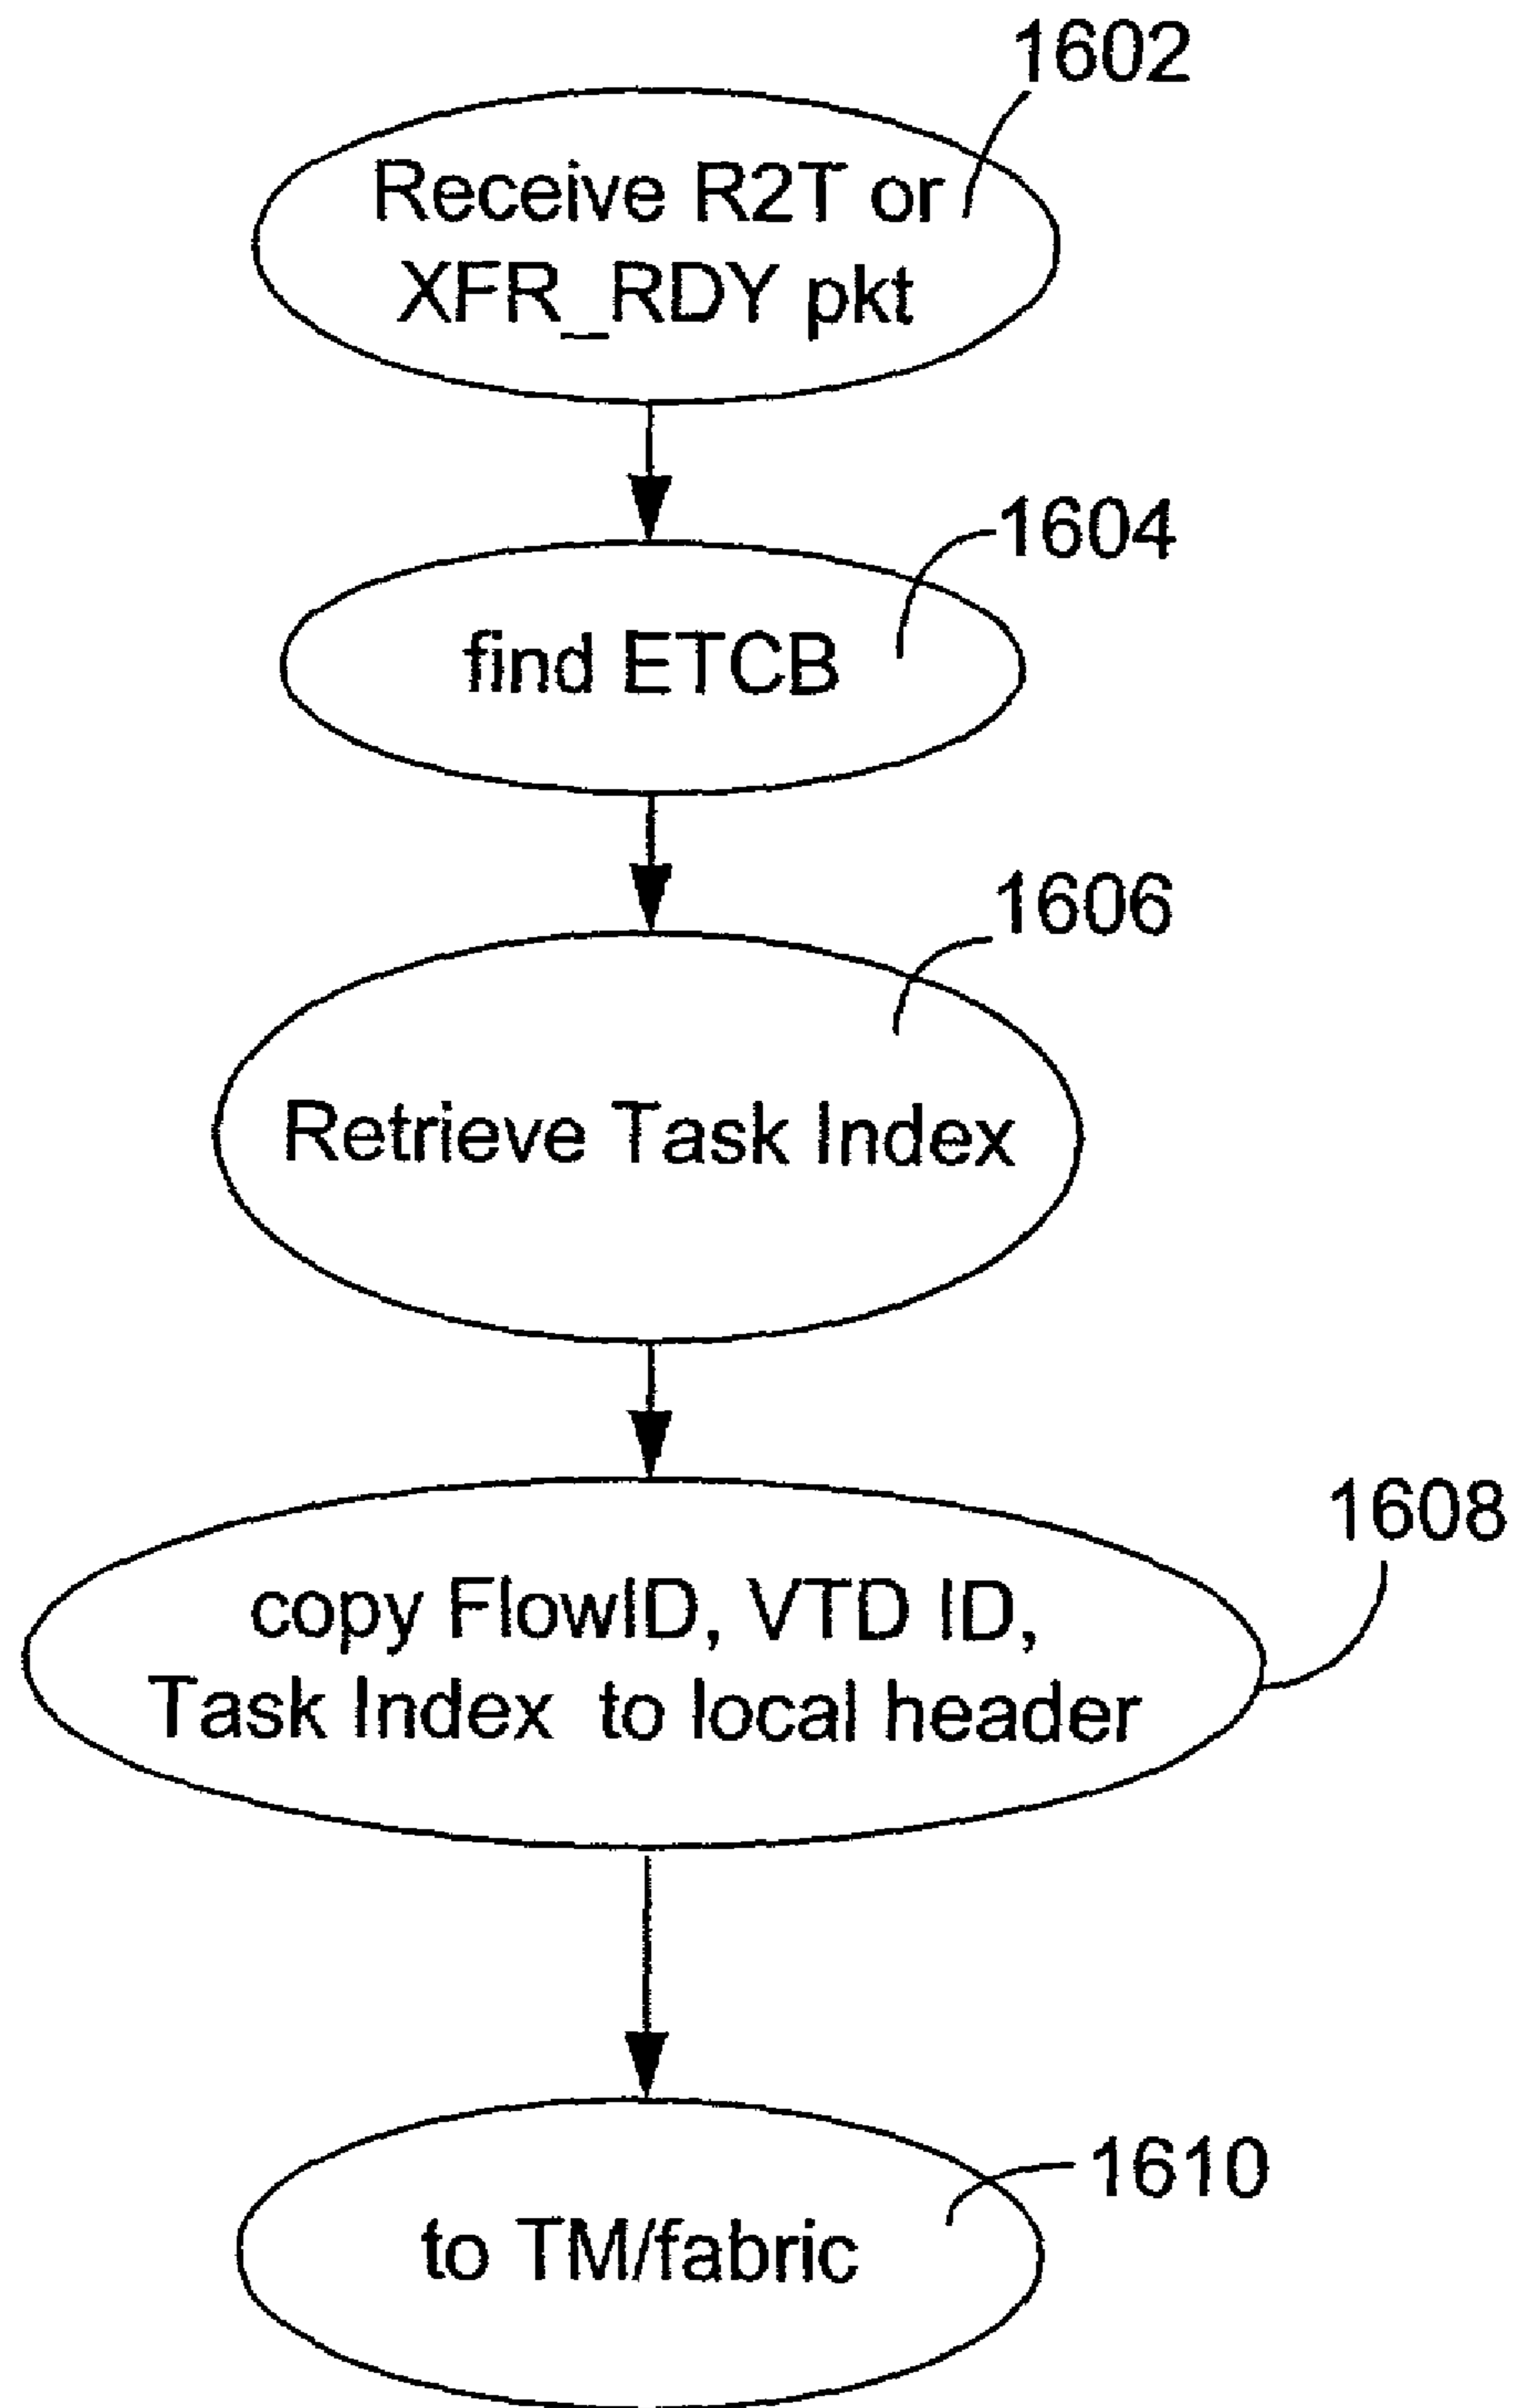 1602
Receive R2T or
XFR_RDY pkt
1604
find ETCB
1606
Retrieve Task Index
1608
copy FlowID, VTD ID,
Task Index to local header
1610
to TM/fabric